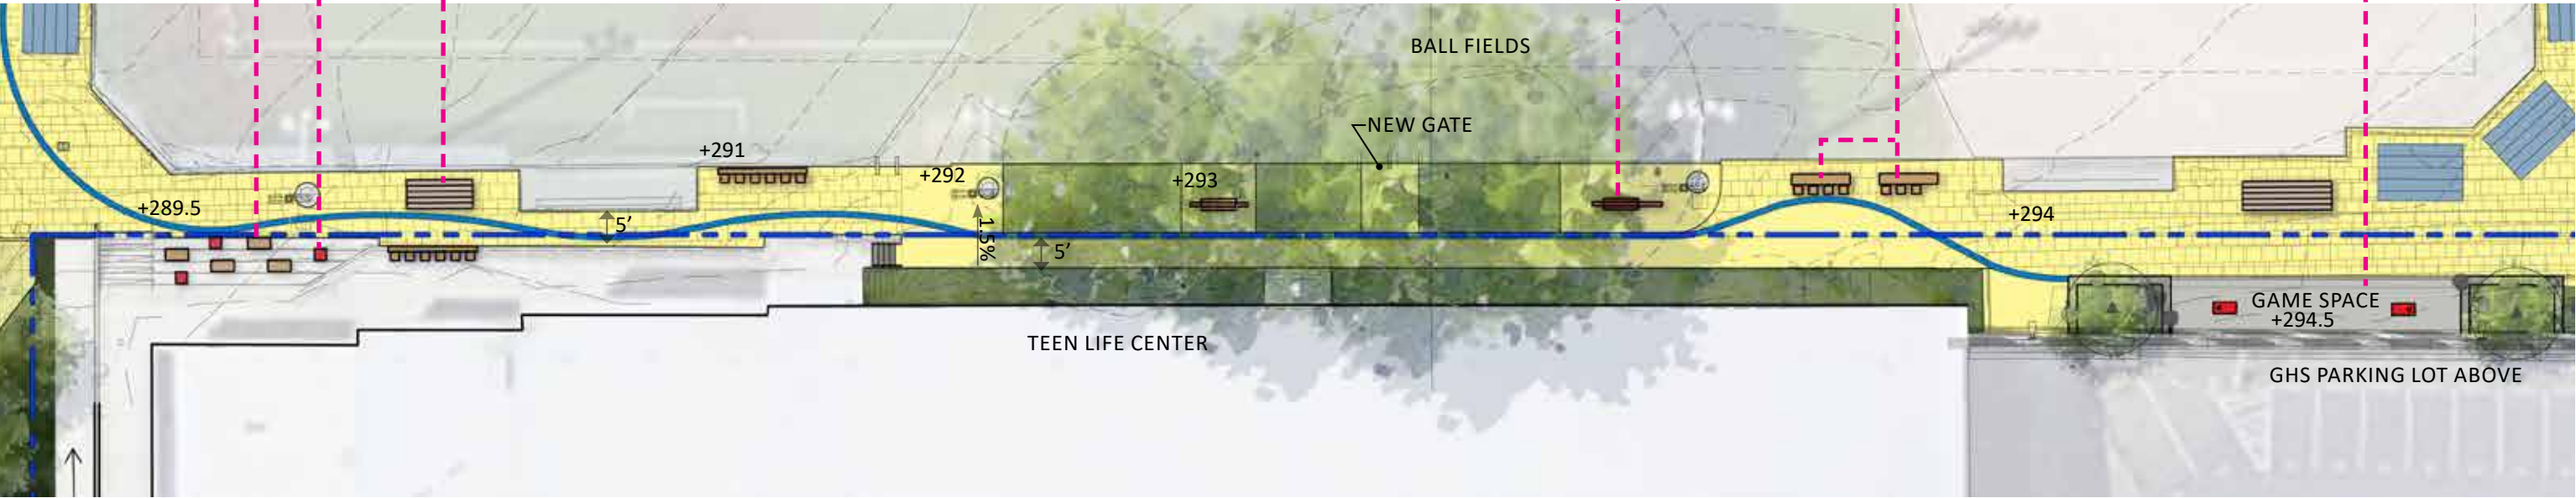 BALL FIELDS
NEW GATE
+291
+292
+293
+289.5
5'
1.5%
5'
+294
GAME SPACE
+294.5
TEEN LIFE CENTER
GHS PARKING LOT ABOVE